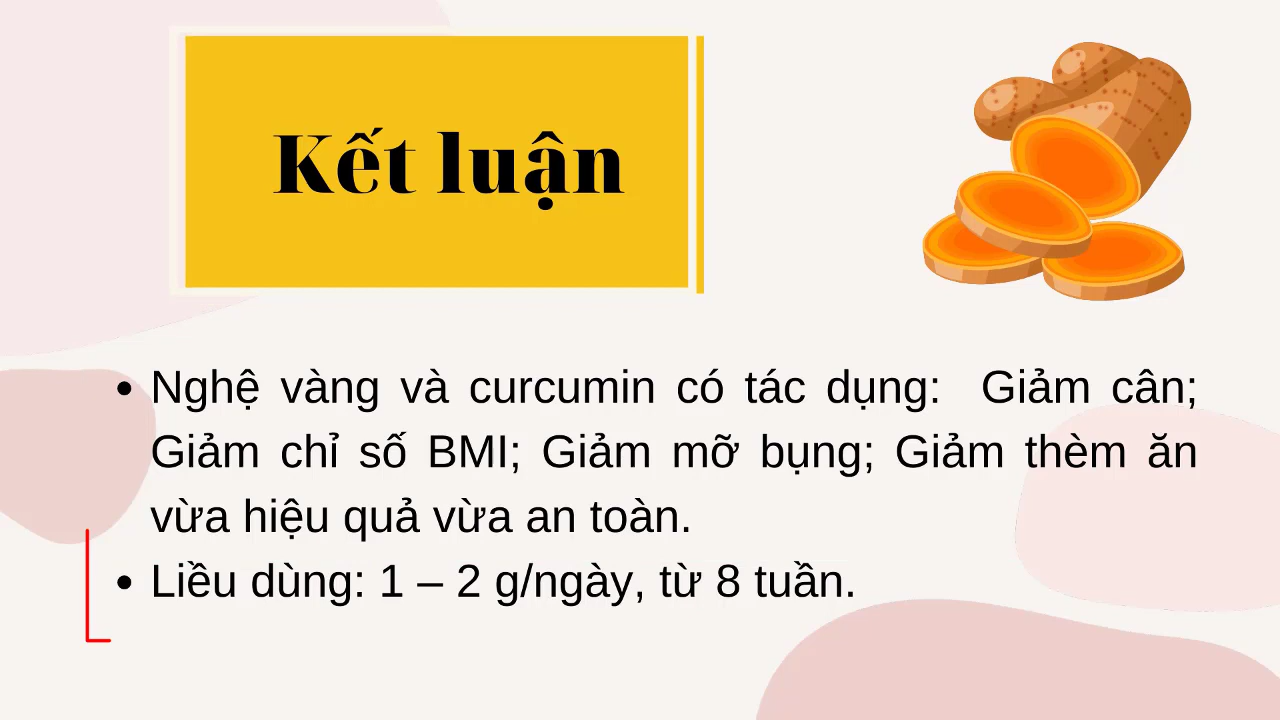 Kết luận
• Nghệ vàng và curcumin có tác dụng: Giảm cân;
Giảm chỉ số BMI; Giảm mỡ bụng; Giảm thèm ăn
vừa hiệu quả vừa an toàn.
• Liều dùng: 1 – 2 g/ngày, từ 8 tuần.